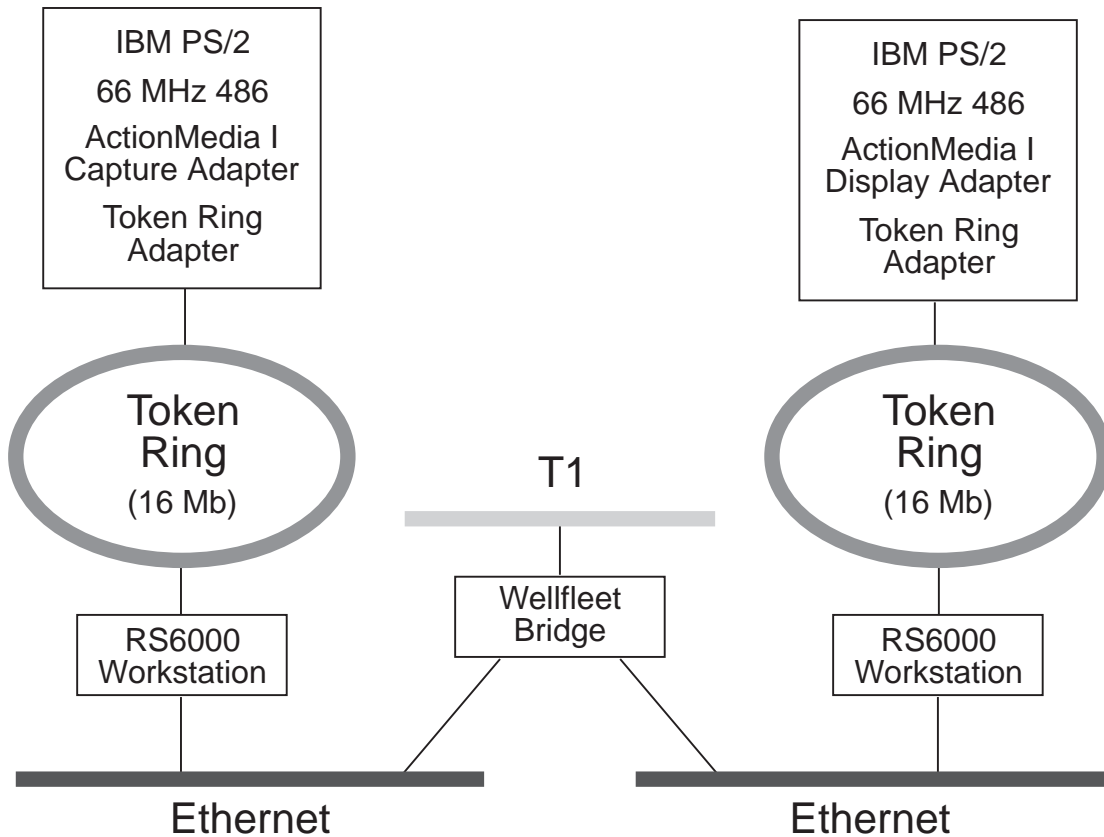 IBM PS/2
66 MHz 486
ActionMedia I
Capture Adapter
Token Ring
Adapter
IBM PS/2
66 MHz 486
ActionMedia I
Display Adapter
Token Ring
Adapter
Token
Ring
(16 Mb)
T1
Token
Ring
(16 Mb)
Wellfleet
Bridge
RS6000
Workstation
RS6000
Workstation
Ethernet
Ethernet